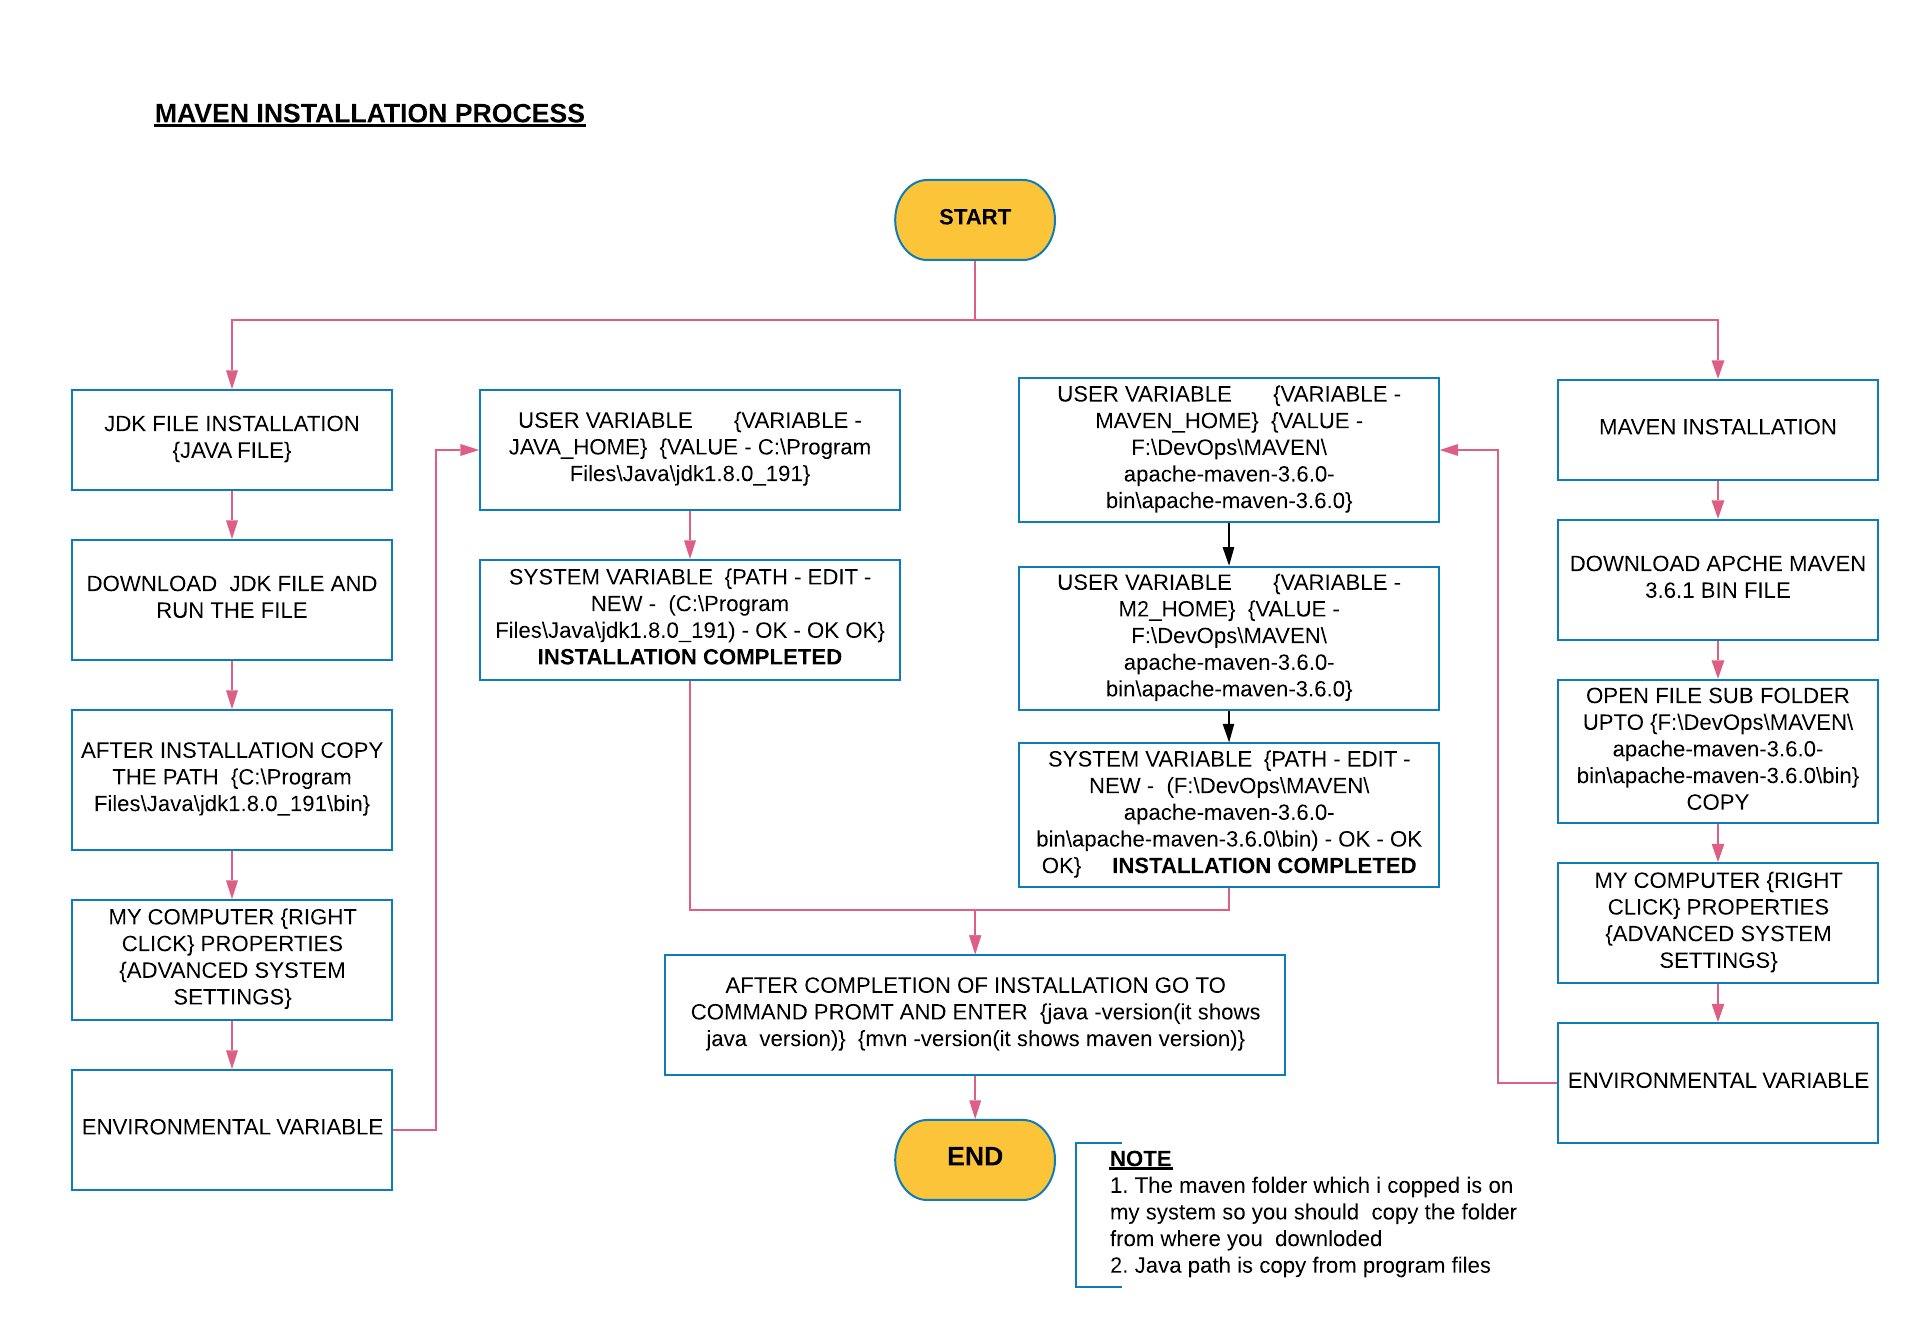 MAVEN INSTALLATION PROCESS
START
JDK FILE INSTALLATION
{JAVA FILE}
DOWNLOAD  JDK FILE AND
RUN THE FILE
AFTER INSTALLATION COPY
THE PATH  {C:\Program
Files\Java\jdk1.8.0_191\bin}
MY COMPUTER {RIGHT
CLICK} PROPERTIES
{ADVANCED SYSTEM
SETTINGS}
ENVIRONMENTAL VARIABLE
USER VARIABLE       {VARIABLE -
JAVA_HOME}  {VALUE - C:\Program
Files\Java\jdk1.8.0_191}
SYSTEM VARIABLE  {PATH - EDIT -
NEW -  (C:\Program
Files\Java\jdk1.8.0_191) - OK - OK OK}
INSTALLATION COMPLETED
MAVEN INSTALLATION
DOWNLOAD APCHE MAVEN
3.6.1 BIN FILE
OPEN FILE SUB FOLDER
UPTO {F:\DevOps\MAVEN\
apache-maven-3.6.0-
bin\apache-maven-3.6.0\bin}
COPY
MY COMPUTER {RIGHT
CLICK} PROPERTIES
{ADVANCED SYSTEM
SETTINGS}
ENVIRONMENTAL VARIABLE
USER VARIABLE       {VARIABLE -
MAVEN_HOME}  {VALUE -
F:\DevOps\MAVEN\
apache-maven-3.6.0-
bin\apache-maven-3.6.0}
USER VARIABLE       {VARIABLE -
M2_HOME}  {VALUE -
F:\DevOps\MAVEN\
apache-maven-3.6.0-
bin\apache-maven-3.6.0}
SYSTEM VARIABLE  {PATH - EDIT -
NEW -  (F:\DevOps\MAVEN\
apache-maven-3.6.0-
bin\apache-maven-3.6.0\bin) - OK - OK
OK}     INSTALLATION COMPLETED
AFTER COMPLETION OF INSTALLATION GO TO
COMMAND PROMT AND ENTER  {java -version(it shows
java  version)}  {mvn -version(it shows maven version)}
END
NOTE
1. The maven folder which i copped is on
my system so you should  copy the folder
from where you  downloded
2. Java path is copy from program files